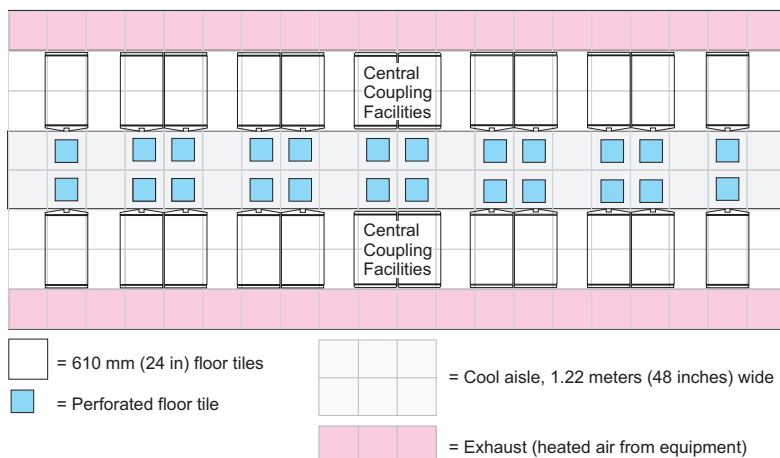 Central
Coupling
Facilities
Central
Coupling
Facilities
= 610 mm (24 in) floor tiles
= Perforated floor tile
= Cool aisle, 1.22 meters (48 inches) wide
= Exhaust (heated air from equipment)